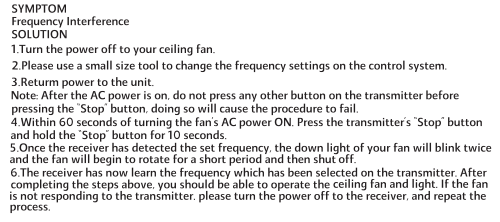 SYMPTOM
Frequency Interference
SOLUTION
1.Turn the power off to your ceiling fan.
2.Please use a small size tool to change the frequency settings on the control system.
3.Returm power to the unit.
Note: After the AC power is on, do not press any other button on the transmitter before
pressing the "Stop" button, doing so will cause the procedure to fail.
4.Within 60 seconds of turning the fan's AC power ON. Press the transmitter's "Stop" button
and hold the "Stop" button for 10 seconds.
5.Once the receiver has detected the set frequency, the down light of your fan will blink twice
and the fan will begin to rotate for a short period and then shut off.
6.The receiver has now learn the frequency which has been selected on the transmitter. After
completing the steps above, you should be able to operate the ceiling fan and light. If the fan
is not responding to the transmitter, please turn the power off to the receiver, and repeat the
process.